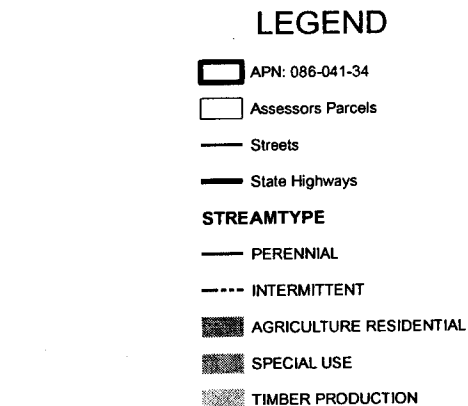 LEGEND
APN: 086-041-34
Assessors Parcels
Streets
State Highways
STREAMTYPE
PERENNIAL
INTERMITTENT
AGRICULTURE RESIDENTIAL
SPECIAL USE
TIMBER PRODUCTION